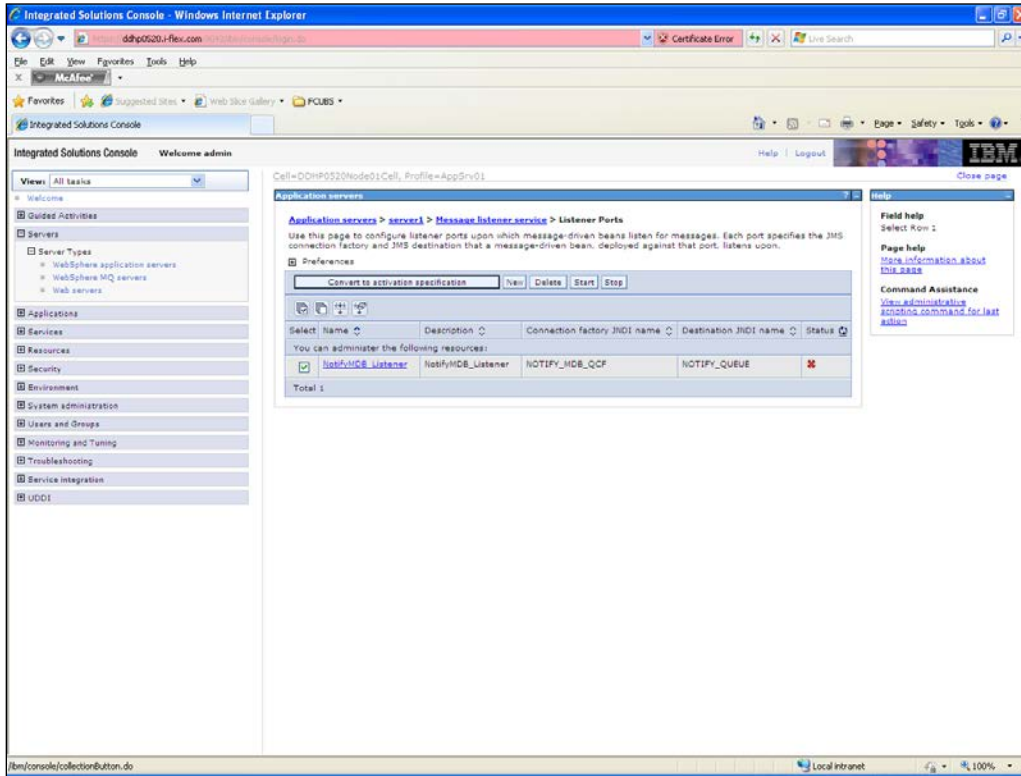 Integrated Solutions Console - Windows Internet Explorer
ddhp0520.i-flex.com
Certificate Error
Live Search
File Edit View Favorites Tools Help
X McAfee
Favorites Suggested Sites Web Slice Gallery FCUBS
Integrated Solutions Console
Page Safety Tools
Integrated Solutions Console Welcome admin
Help | Logout
IBM
View: All tasks
Cell=DDHP0520Node01Cell, Profile=AppSrv01
Close page
Welcome
Guided Activities
Servers
Server Types
WebSphere application servers
WebSphere MQ servers
Web servers
Applications
Services
Resources
Security
Environment
System administration
Users and Groups
Monitoring and Tuning
Troubleshooting
Service integration
UDDI
Application servers ? -
Application servers > server1 > Message listener service > Listener Ports
Use this page to configure listener ports upon which message-driven beans listen for messages. Each port specifies the JMS
connection factory and JMS destination that a message-driven bean, deployed against that port, listens upon.
Preferences
Convert to activation specification New Delete Start Stop
Select Name Description Connection factory JNDI name Destination JNDI name Status
You can administer the following resources:
NotifyMDB_Listener NotifyMDB_Listener NOTIFY_MDB_QCF NOTIFY_QUEUE
Total 1
Help -
Field help
Select Row 1
Page help
More information about
this page
Command Assistance
View administrative
scripting command for last
action
/ibm/console/collectionButton.do
Local intranet
100%